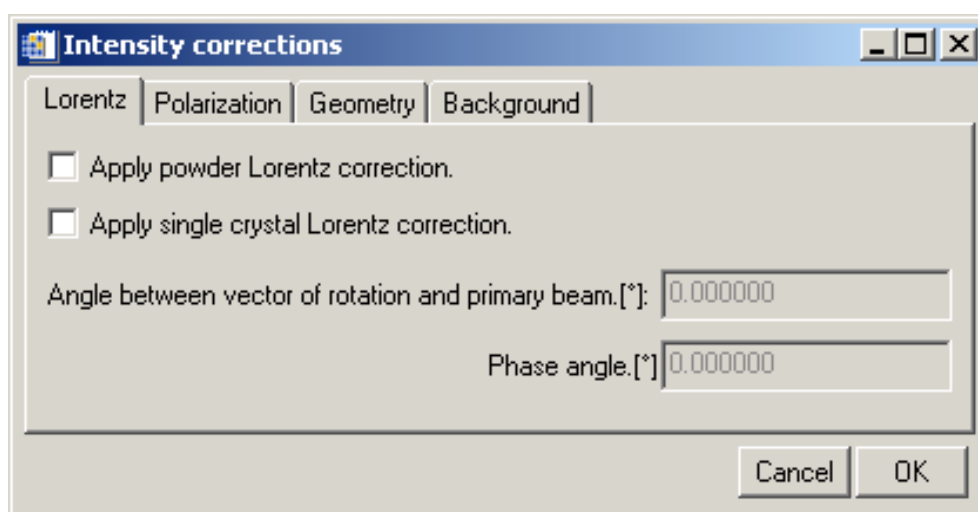 Intensity corrections
Lorentz Polarization Geometry Background
Apply powder Lorentz correction.
Apply single crystal Lorentz correction.
Angle between vector of rotation and primary beam.[°]: 0.000000
Phase angle.[°] 0.000000
Cancel OK